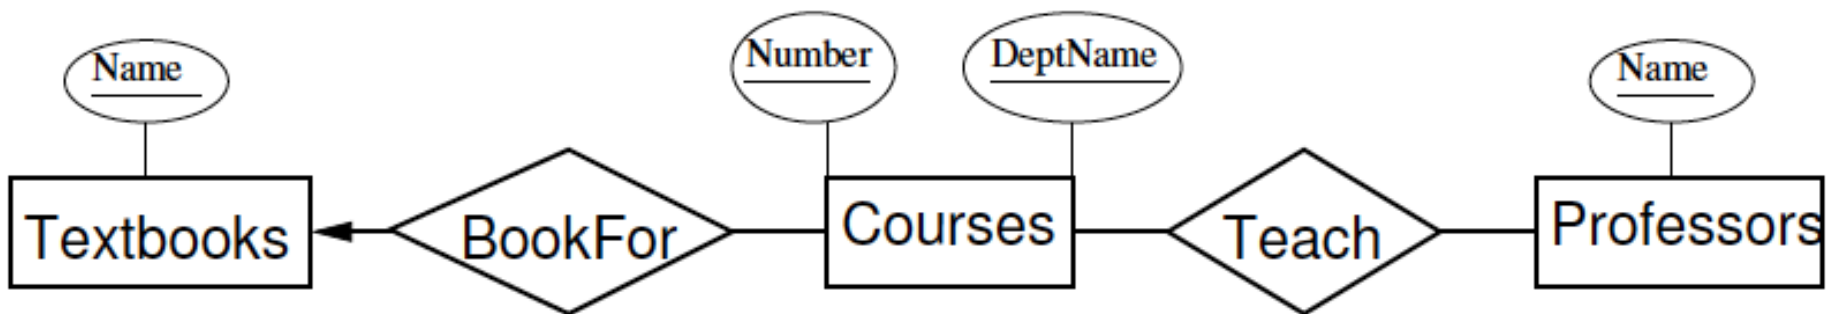 Name
Number
DeptName
Name
Textbooks
BookFor
Courses
Teach
Professors